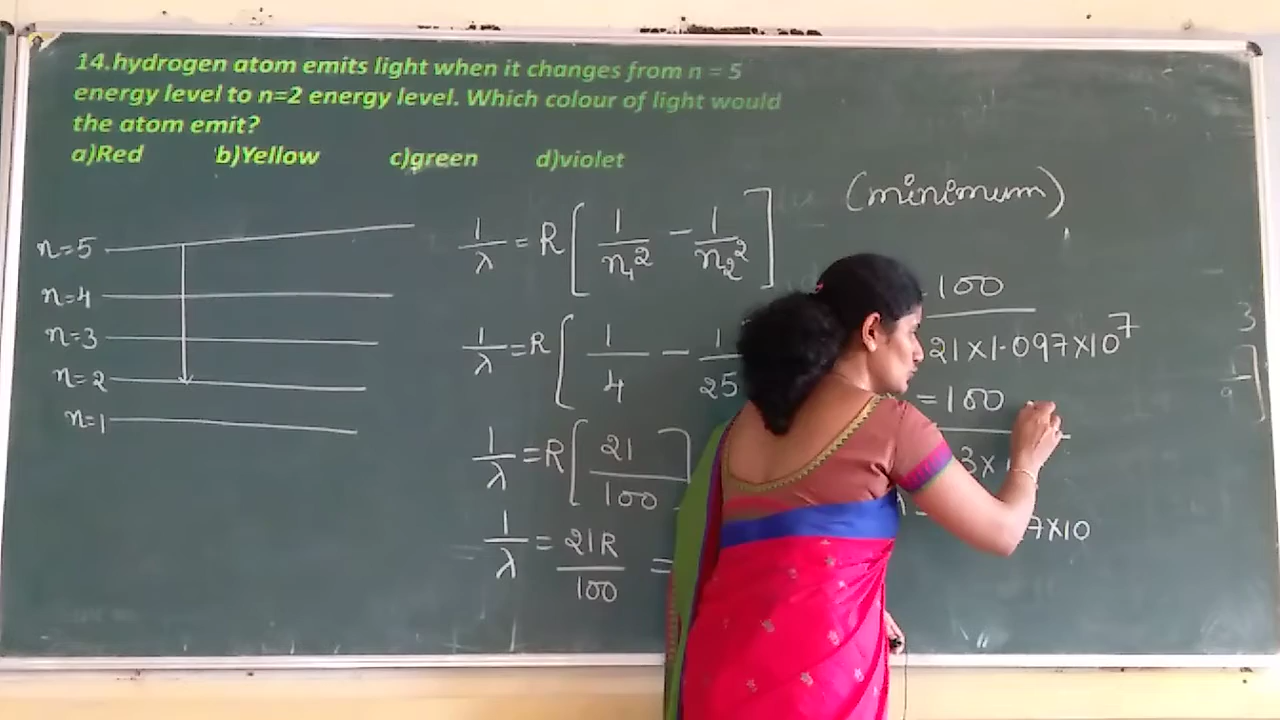 14.hydrogen atom emits light when it changes from n = 5
energy level to n=2 energy level. Which colour of light would
the atom emit?
a)Red b)Yellow c)green d)violet
(minimum)
n=5
n=4
n=3
n=2
n=1
1/λ = R[1/n₁² - 1/n₂²]
1/λ = R[1/4 - 1/25
1/λ = R[21/100]
1/λ = 21R/100 =
100
21×1.097×10⁷
= 100
3×
7×10
3